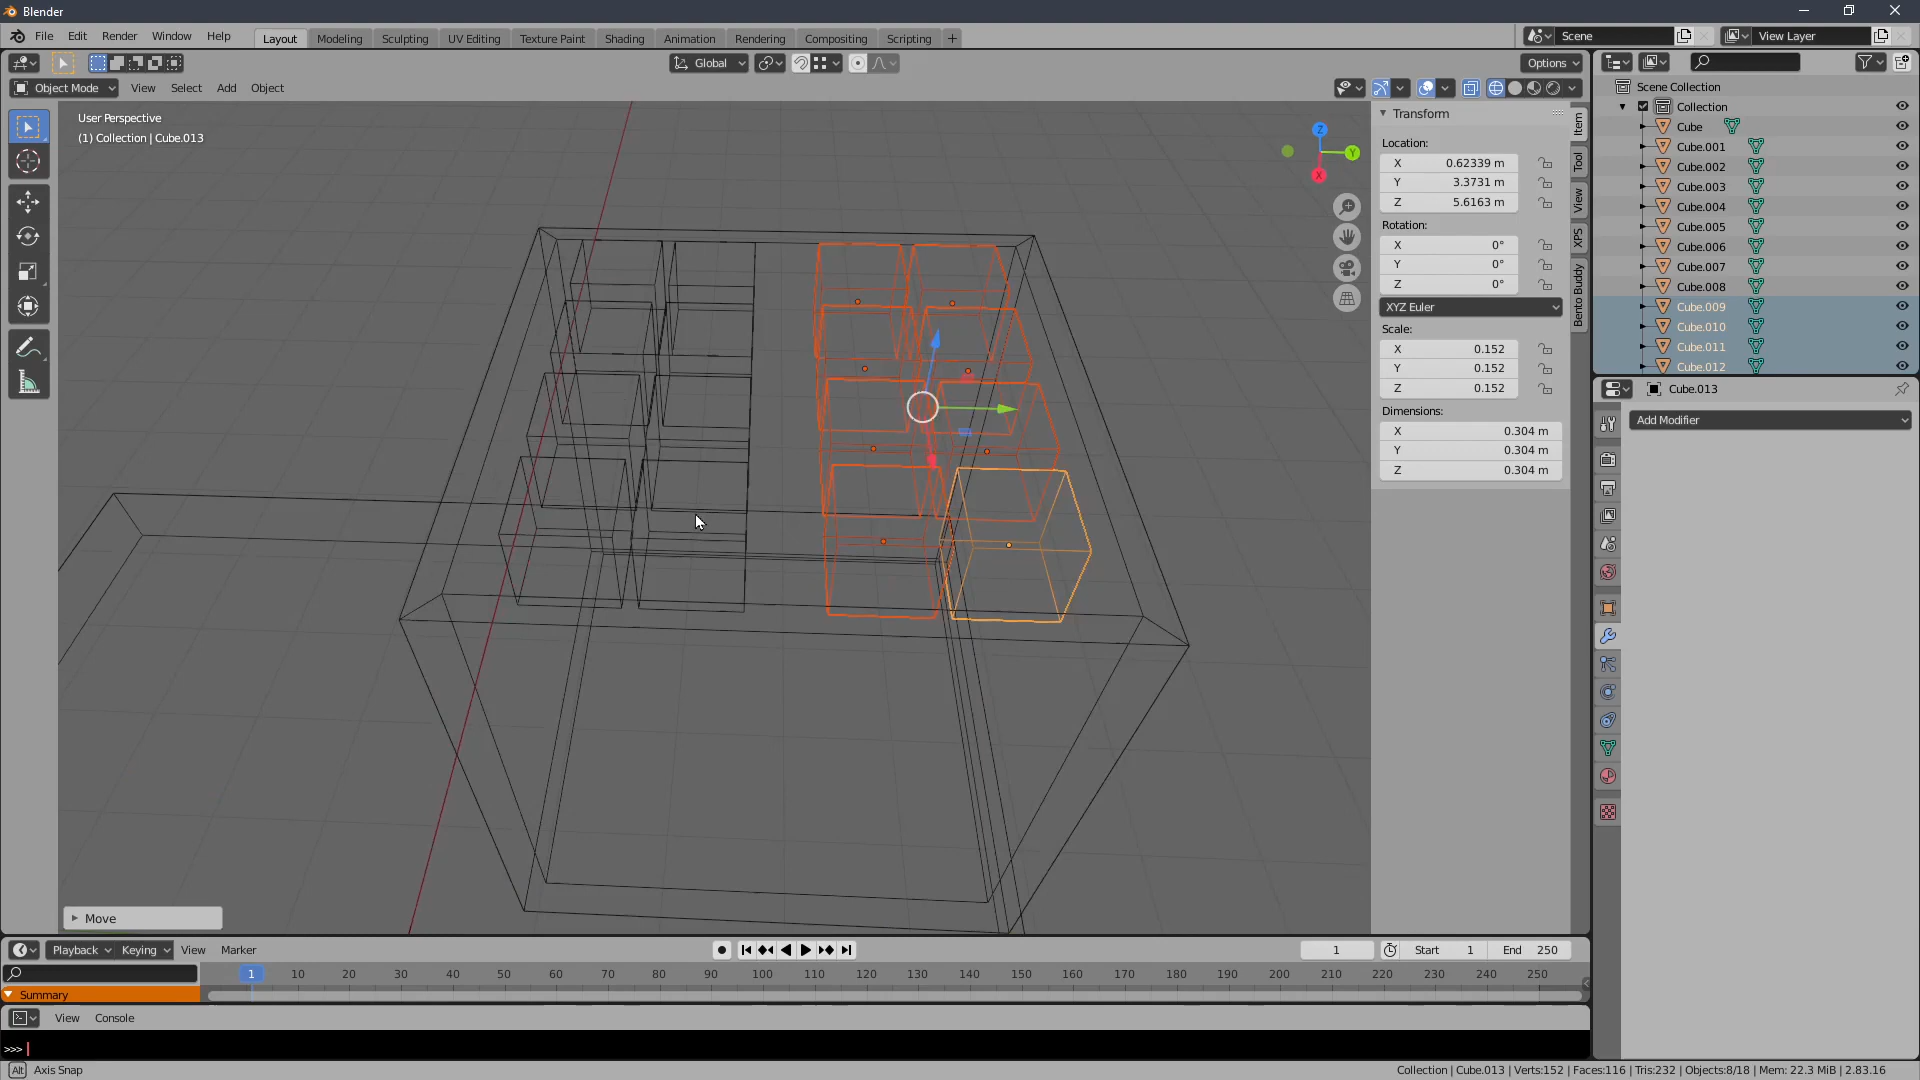 Blender
File Edit Render Window Help
Layout Modeling Sculpting UV Editing Texture Paint Shading Animation Rendering Compositing Scripting +
Scene
View Layer
Global
Options
Object Mode View Select Add Object
User Perspective
(1) Collection | Cube.013
Z
Y
X
Transform
Location:
X 0.62339 m
Y 3.3731 m
Z 5.6163 m
Rotation:
X 0°
Y 0°
Z 0°
XYZ Euler
Scale:
X 0.152
Y 0.152
Z 0.152
Dimensions:
X 0.304 m
Y 0.304 m
Z 0.304 m
Item
Tool
View
XPS
Bento Buddy
Scene Collection
Collection
Cube
Cube.001
Cube.002
Cube.003
Cube.004
Cube.005
Cube.006
Cube.007
Cube.008
Cube.009
Cube.010
Cube.011
Cube.012
Cube.013
Add Modifier
Move
Playback Keying View Marker
1 Start 1 End 250
1 10 20 30 40 50 60 70 80 90 100 110 120 130 140 150 160 170 180 190 200 210 220 230 240 250
Summary
View Console
>>>
Alt Axis Snap
Collection | Cube.013 | Verts:152 | Faces:116 | Tris:232 | Objects:8/18 | Mem: 22.3 MiB | 2.83.16